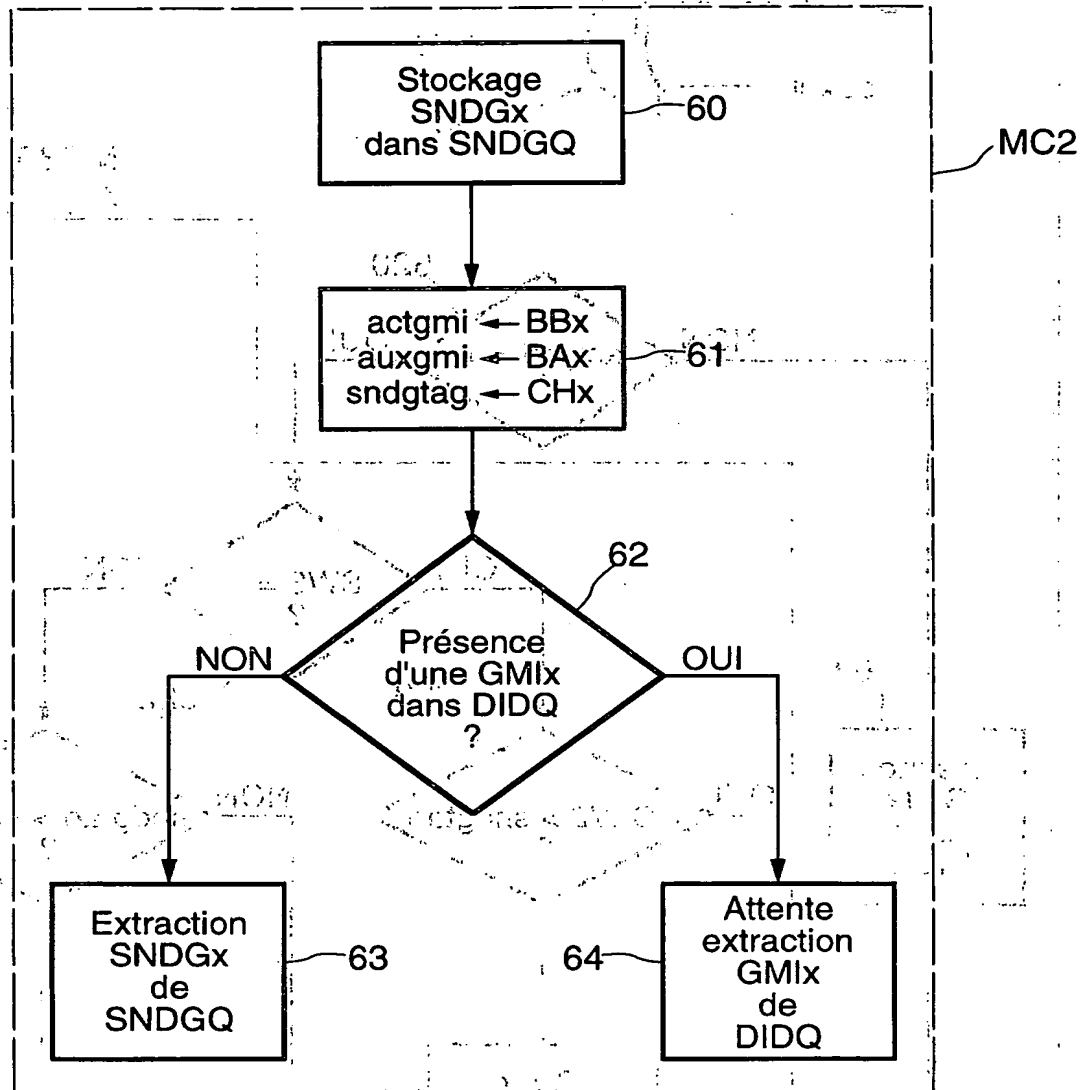 Stockage
SNDGx
dans SNDGQ
60
MC2
actgmi ← BBx
auxgmi ← BAx
sndgtag ← CHx
61
62
Présence
d'une GMIx
dans DIDQ
?
NON
OUI
Extraction
SNDGx
de
SNDGQ
63
64
Attente
extraction
GMIx
de
DIDQ